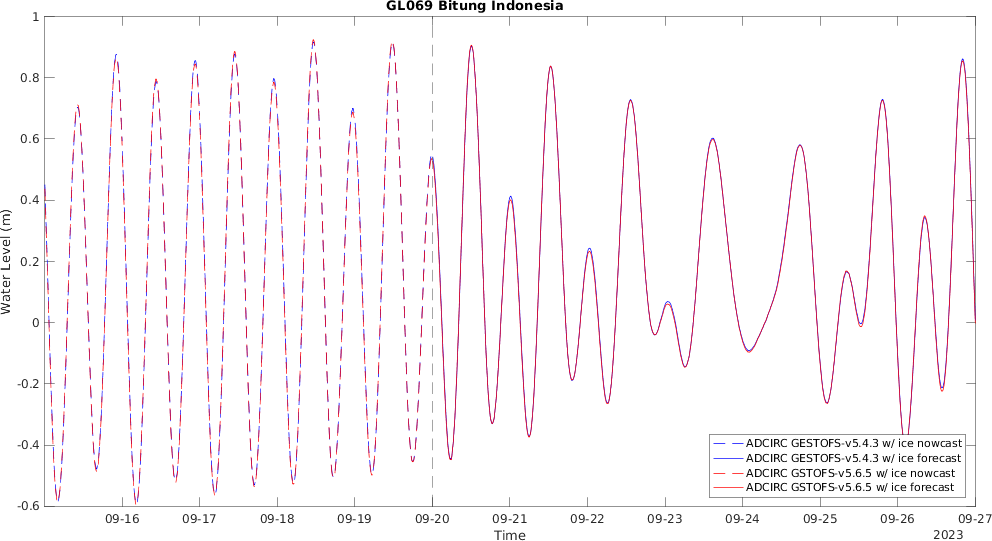 GL069 Bitung Indonesia
1
0.8
0.6
0.4
0.2
0
-0.2
-0.4
-0.6
Water Level (m)
ADCIRC GESTOFS-v5.4.3 w/ ice nowcast
ADCIRC GESTOFS-v5.4.3 w/ ice forecast
ADCIRC GSTOFS-v5.6.5 w/ ice nowcast
ADCIRC GSTOFS-v5.6.5 w/ ice forecast
09-16 09-17 09-18 09-19 09-20 09-21 09-22 09-23 09-24 09-25 09-26 09-27
Time
2023